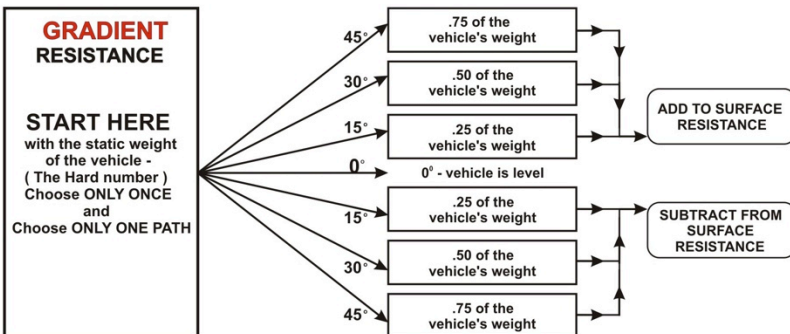 GRADIENT
RESISTANCE
START HERE
with the static weight
of the vehicle -
( The Hard number )
Choose ONLY ONCE
and
Choose ONLY ONE PATH
45°
30°
15°
0°
15°
30°
45°
.75 of the
vehicle's weight
.50 of the
vehicle's weight
.25 of the
vehicle's weight
0° - vehicle is level
.25 of the
vehicle's weight
.50 of the
vehicle's weight
.75 of the
vehicle's weight
ADD TO SURFACE
RESISTANCE
SUBTRACT FROM
SURFACE
RESISTANCE